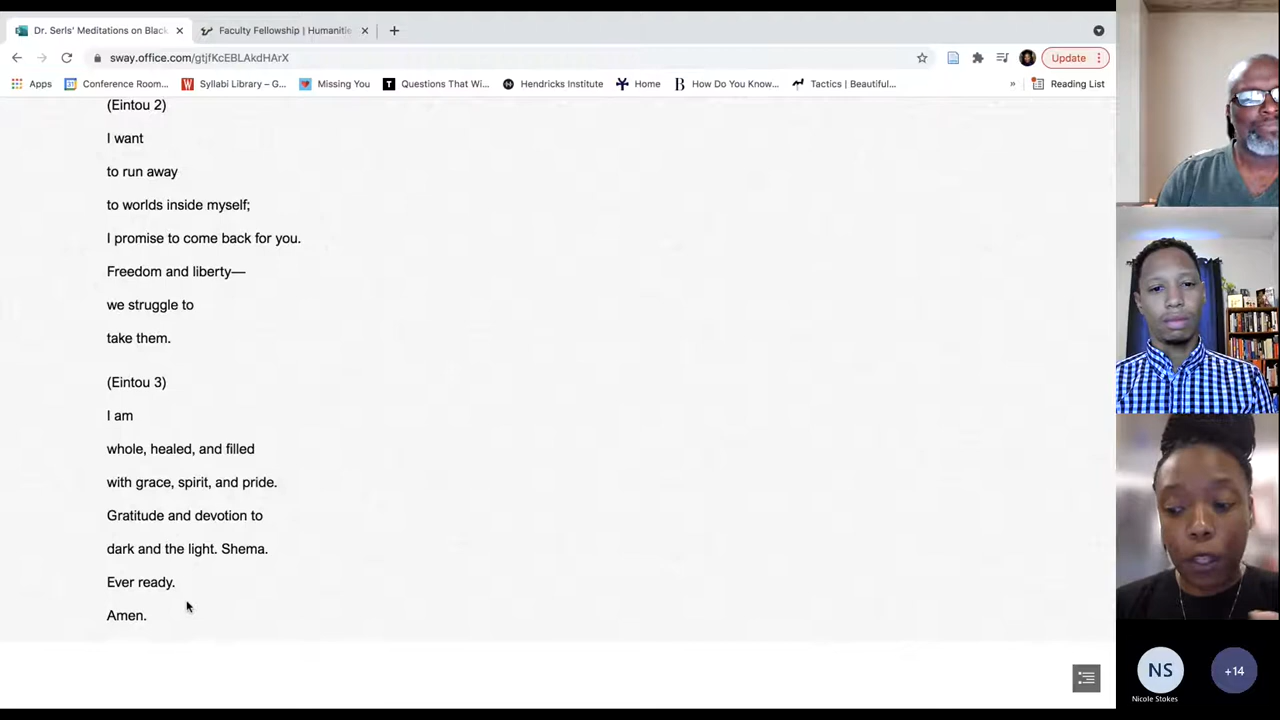 Dr. Serls' Meditations on Black
Faculty Fellowship | Humanitie
sway.office.com/gtjfKcEBLAkdHArX
Update
Apps
Conference Room...
Syllabi Library – G...
Missing You
Questions That Wi...
Hendricks Institute
Home
How Do You Know...
Tactics | Beautiful...
»
Reading List
(Eintou 2)
I want
to run away
to worlds inside myself;
I promise to come back for you.
Freedom and liberty—
we struggle to
take them.
(Eintou 3)
I am
whole, healed, and filled
with grace, spirit, and pride.
Gratitude and devotion to
dark and the light. Shema.
Ever ready.
Amen.
NS
Nicole Stokes
+14